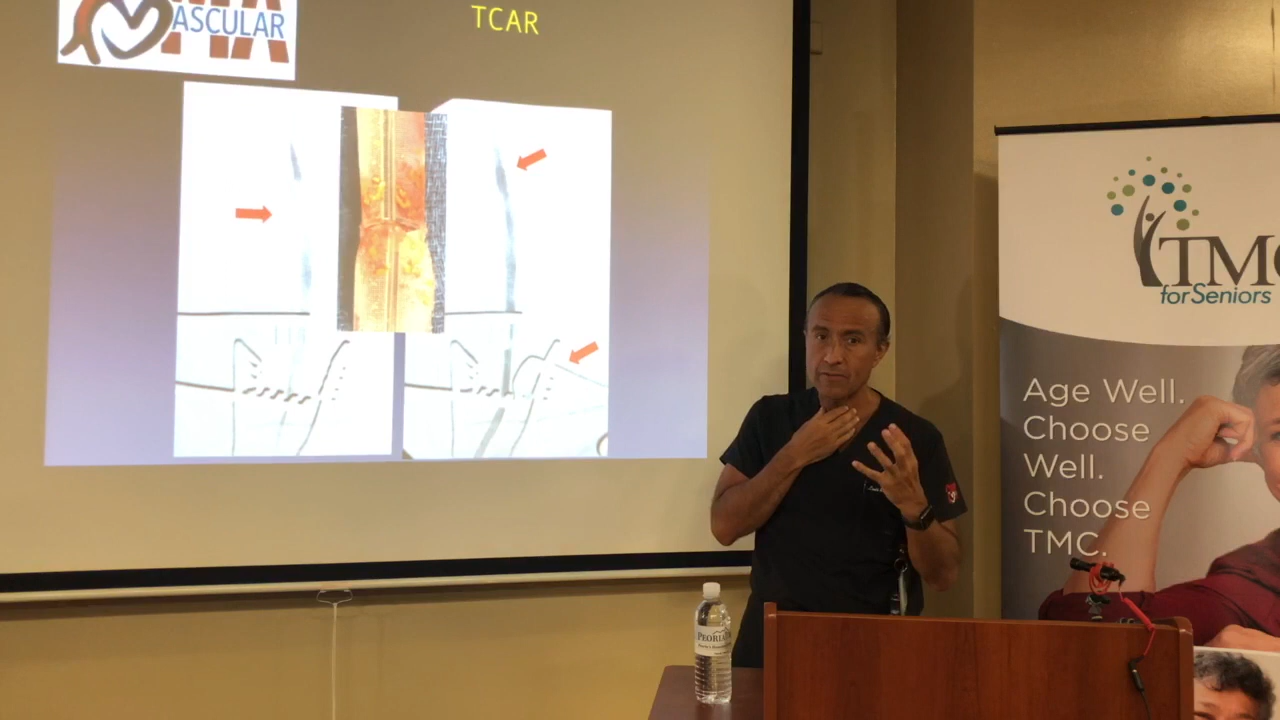 TCAR
ASCULAR
TMC
for Seniors
Age Well.
Choose
Well.
Choose
TMC.
PEORIA